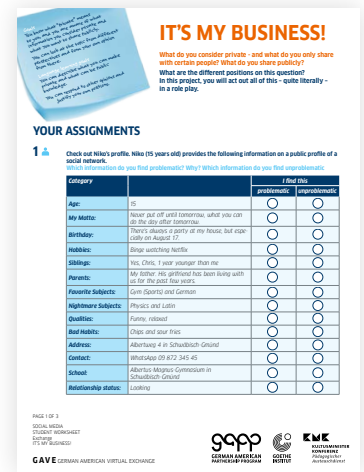 To know what "private" means
IT'S MY BUSINESS!
What do you consider private - and what do you only share
with certain people? What do you share publicly?
What are the different positions on this question?
In this project, you will act out all of this – quite literally –
in a role play.
YOUR ASSIGNMENTS
1
Check out Niko's profile. Niko (15 years old) provides the following information on a public profile of a
social network.
Which information do you find problematic? Why? Which information do you find unproblematic
Category I find this
problematic unproblematic
Age: 15
My Motto: Never put off until tomorrow, what you can
do the day after tomorrow.
Birthday: There's always a party at my house, but espe-
cially on August 17.
Hobbies: Binge watching Netflix
Siblings: Yes, Chris, 1 year younger than me
Parents: My father. His girlfriend has been living with
us for the past few years.
Favorite Subjects: Gym (Sports) and German
Nightmare Subjects: Physics and Latin
Qualities: Funny, relaxed
Bad Habits: Chips and sour fries
Address: Albertweg 4 in Schwäbisch Gmünd
Contact: WhatsApp 09 872 345 45
School: Albertus Magnus Gymnasium in
Schwäbisch Gmünd
Relationship status: Looking
PAGE 1 OF 3
SOCIAL MEDIA
STUDENT WORKSHEET
Exchange
IT'S MY BUSINESS!
GAVE GERMAN AMERICAN VIRTUAL EXCHANGE
gapp
GERMAN AMERICAN
PARTNERSHIP PROGRAM
GOETHE
INSTITUT
KMK
KULTUSMINISTER
KONFERENZ
Pädagogischer
Austauschdienst